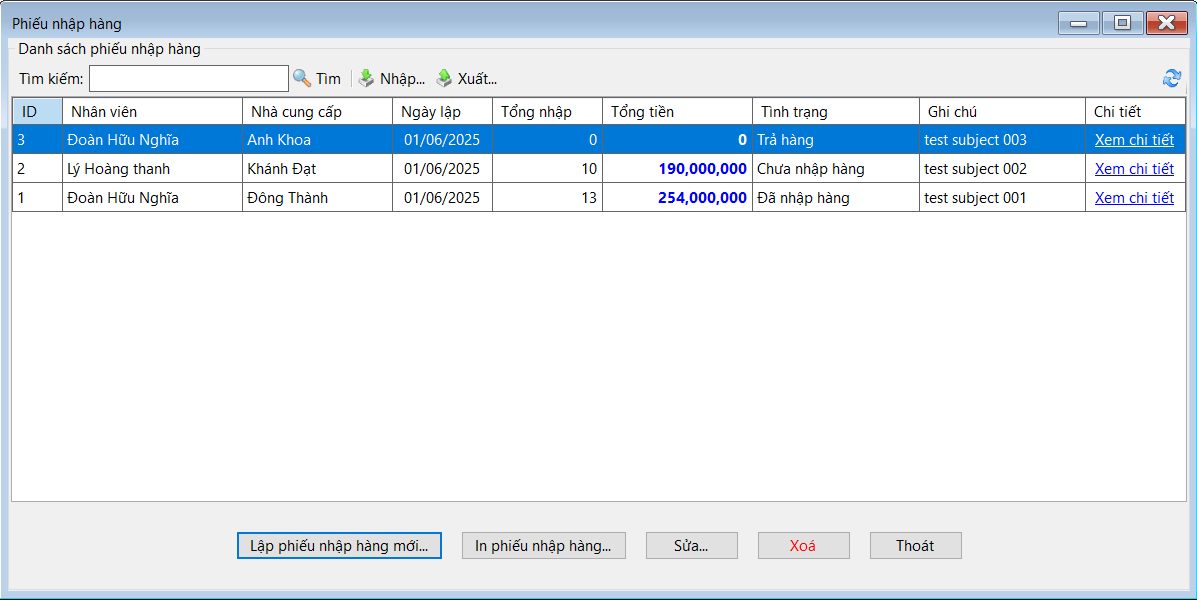 Phiếu nhập hàng
Danh sách phiếu nhập hàng
Tìm kiếm: Tìm Nhập... Xuất...
ID Nhân viên Nhà cung cấp Ngày lập Tổng nhập Tổng tiền Tình trạng Ghi chú Chi tiết
3 Đoàn Hữu Nghĩa Anh Khoa 01/06/2025 0 0 Trả hàng test subject 003 Xem chi tiết
2 Lý Hoàng thanh Khánh Đạt 01/06/2025 10 190,000,000 Chưa nhập hàng test subject 002 Xem chi tiết
1 Đoàn Hữu Nghĩa Đông Thành 01/06/2025 13 254,000,000 Đã nhập hàng test subject 001 Xem chi tiết
Lập phiếu nhập hàng mới... In phiếu nhập hàng... Sửa... Xoá Thoát